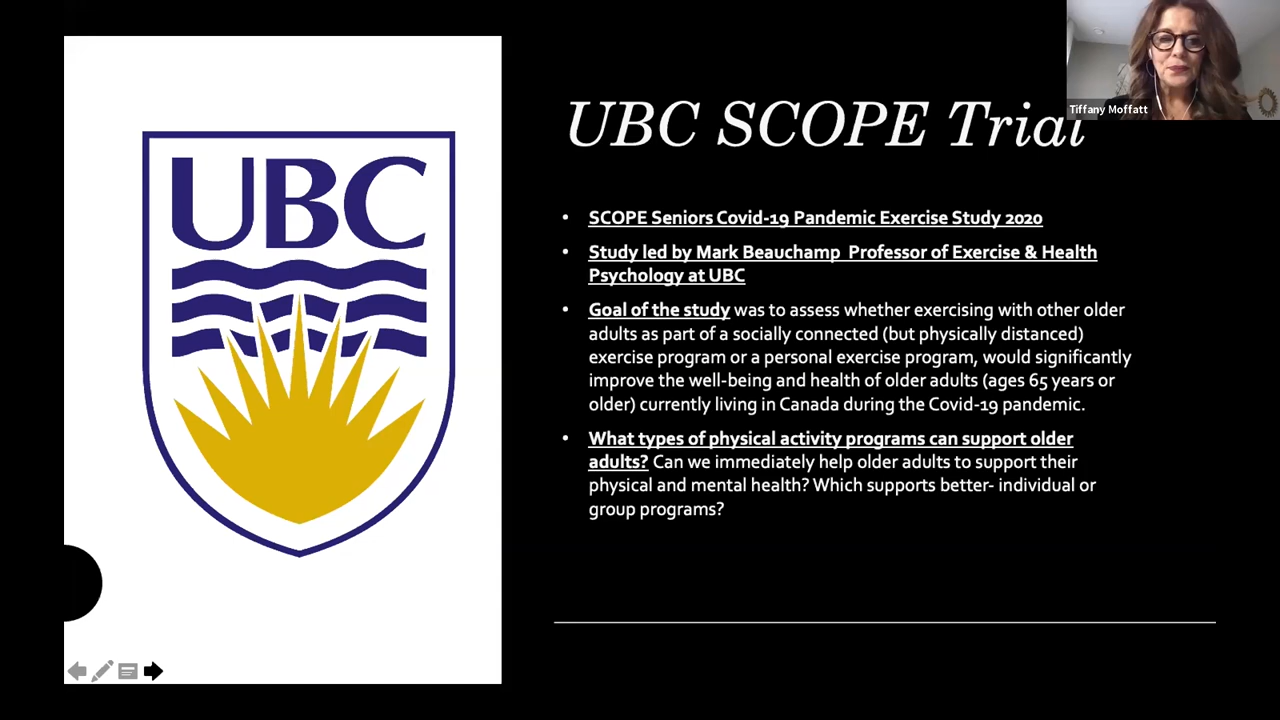 UBC
Tiffany Moffatt
UBC SCOPE Trial
• SCOPE Seniors Covid-19 Pandemic Exercise Study 2020
• Study led by Mark Beauchamp  Professor of Exercise & Health
Psychology at UBC
• Goal of the study was to assess whether exercising with other older
adults as part of a socially connected (but physically distanced)
exercise program or a personal exercise program, would significantly
improve the well-being and health of older adults (ages 65 years or
older) currently living in Canada during the Covid-19 pandemic.
• What types of physical activity programs can support older
adults? Can we immediately help older adults to support their
physical and mental health? Which supports better- individual or
group programs?